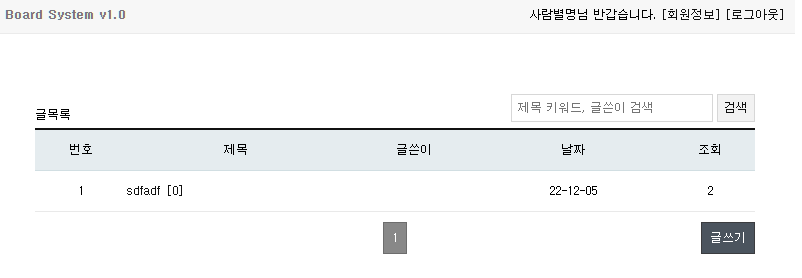 Board System v1.0 사람별명님 반갑습니다. [회원정보] [로그아웃]
글목록 제목 키워드, 글쓴이 검색 검색
번호 제목 글쓴이 날짜 조회
1 sdfadf [0] 22-12-05 2
1 글쓰기